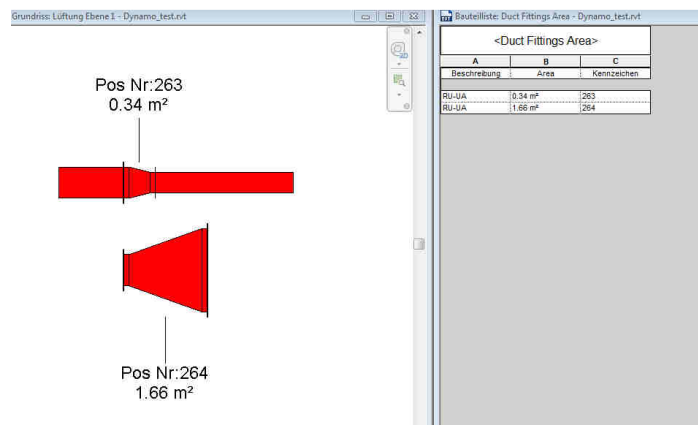 Grundriss: Lüftung Ebene 1 - Dynamo_test.rvt
Pos Nr:263
0.34 m²
Pos Nr:264
1.66 m²
Bauteilliste: Duct Fittings Area - Dynamo_test.rvt
<Duct Fittings Area>
A B C
Beschreibung Area Kennzeichen
RU-UA 0.34 m² 263
RU-UA 1.66 m² 264